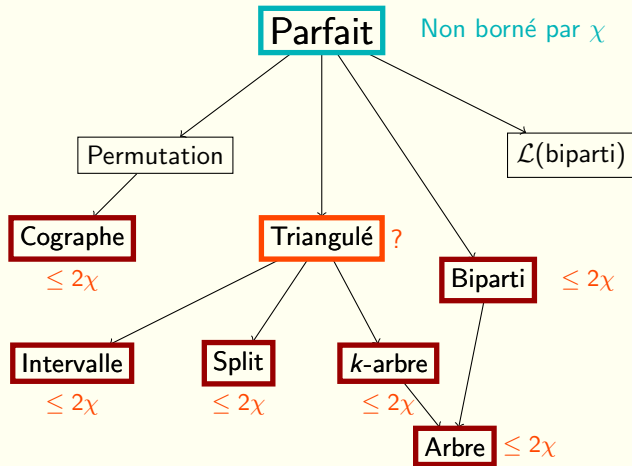 Parfait
Non borné par χ
Permutation
ℒ(biparti)
Cographe
≤ 2χ
Triangulé
?
Biparti
≤ 2χ
Intervalle
≤ 2χ
Split
≤ 2χ
k-arbre
≤ 2χ
Arbre
≤ 2χ